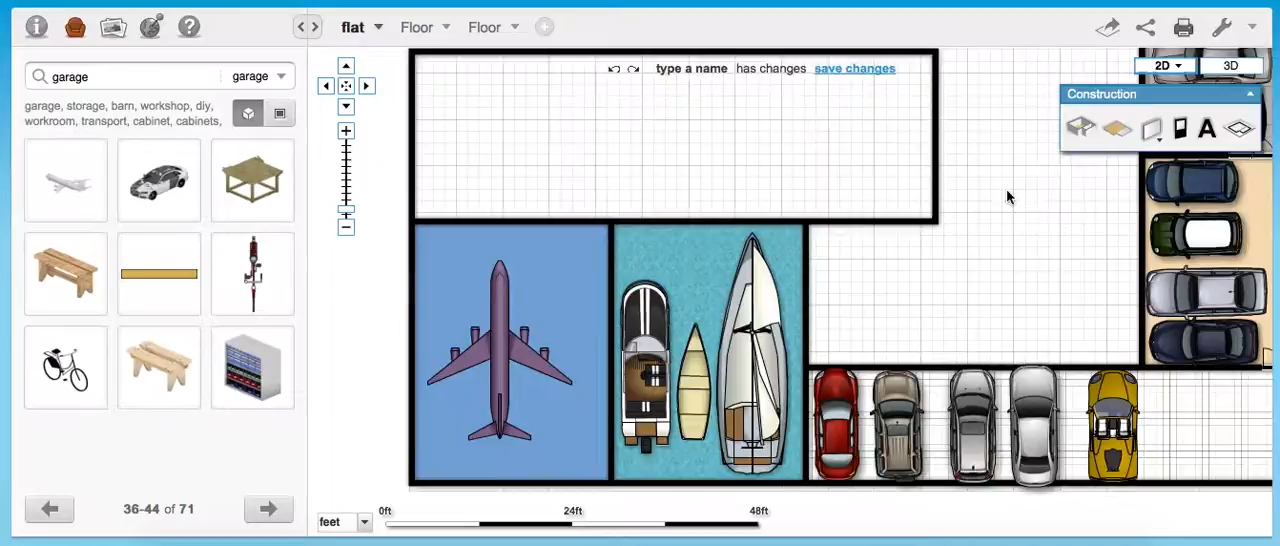 flat Floor Floor
garage garage
garage, storage, barn, workshop, diy,
workroom, transport, cabinet, cabinets,
type a name has changes save changes
2D 3D
Construction
A
36-44 of 71
feet
0ft 24ft 48ft